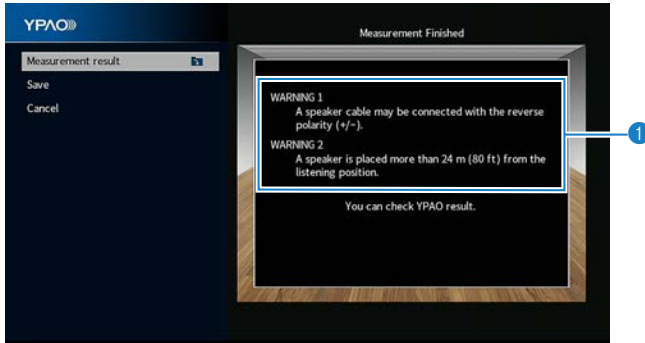 YPAO
Measurement Finished
Measurement result
Save
Cancel
WARNING 1
A speaker cable may be connected with the reverse
polarity (+/-).
WARNING 2
A speaker is placed more than 24 m (80 ft) from the
listening position.
You can check YPAO result.
1